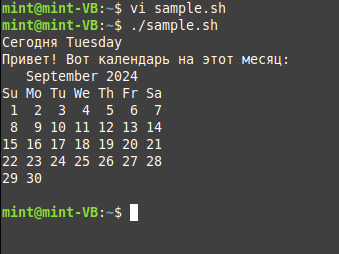 mint@mint-VB:~$ vi sample.sh
mint@mint-VB:~$ ./sample.sh
Сегодня Tuesday
Привет! Вот календарь на этот месяц:
   September 2024
Su Mo Tu We Th Fr Sa
 1  2  3  4  5  6  7
 8  9 10 11 12 13 14
15 16 17 18 19 20 21
22 23 24 25 26 27 28
29 30
mint@mint-VB:~$